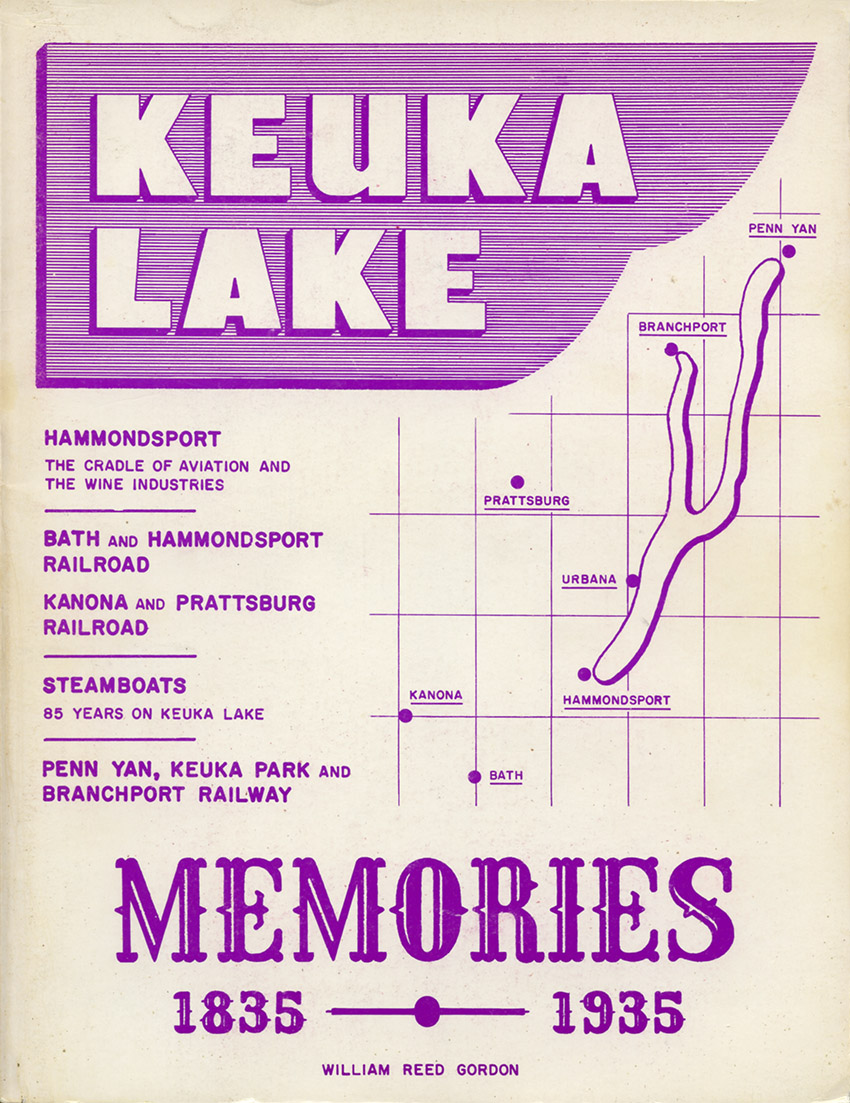 KEUKA
LAKE
PENN YAN
BRANCHPORT
HAMMONDSPORT
THE CRADLE OF AVIATION AND
THE WINE INDUSTRIES
PRATTSBURG
BATH AND HAMMONDSPORT
RAILROAD
URBANA
KANONA AND PRATTSBURG
RAILROAD
STEAMBOATS
85 YEARS ON KEUKA LAKE
KANONA
HAMMONDSPORT
PENN YAN, KEUKA PARK AND
BRANCHPORT RAILWAY
BATH
MEMORIES
1835 1935
WILLIAM REED GORDON